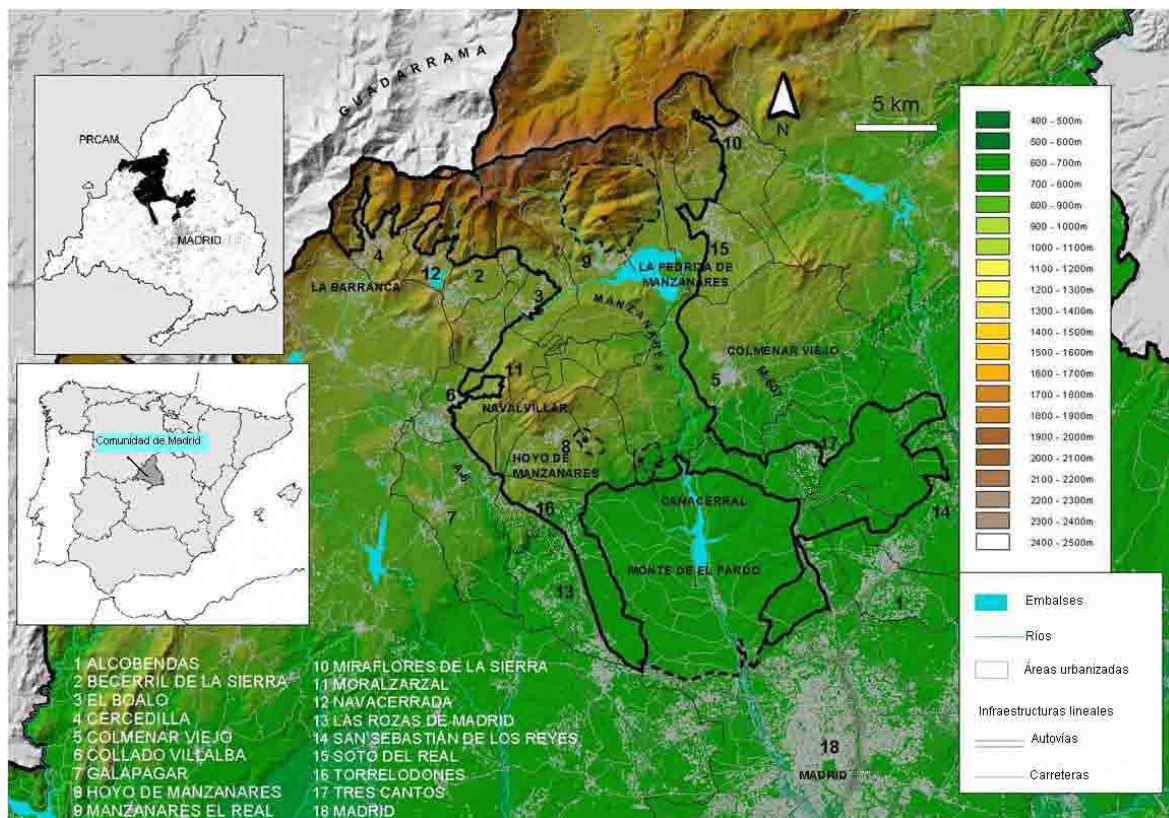 PRCAM
MADRID
Comunidad de Madrid
GUADARRAMA
N
5 km
10
4
12
2
9
15
LA BARRANCA
3
LA PEDRIZA DE
MANZANARES
MANZANARES
COLMENAR VIEJO
11
5
M-607
6
NAVALVILLAR
8
17
HOYO DE
MANZANARES
A-6
CANACERRAL
14
16
7
MONTE DE EL PARDO
13
1
18
MADRID
1 ALCOBENDAS
2 BECERRIL DE LA SIERRA
3 EL BOALO
4 CERCEDILLA
5 COLMENAR VIEJO
6 COLLADO VILLALBA
7 GALAPAGAR
8 HOYO DE MANZANARES
9 MANZANARES EL REAL
10 MIRAFLORES DE LA SIERRA
11 MORALZARZAL
12 NAVACERRADA
13 LAS ROZAS DE MADRID
14 SAN SEBASTIÁN DE LOS REYES
15 SOTO DEL REAL
16 TORRELODONES
17 TRES CANTOS
18 MADRID
400 - 500m
500 - 600m
600 - 700m
700 - 800m
800 - 900m
900 - 1000m
1000 - 1100m
1100 - 1200m
1200 - 1300m
1300 - 1400m
1400 - 1500m
1500 - 1600m
1600 - 1700m
1700 - 1800m
1800 - 1900m
1900 - 2000m
2000 - 2100m
2100 - 2200m
2200 - 2300m
2300 - 2400m
2400 - 2500m
Embalses
Ríos
Áreas urbanizadas
Infraestructuras lineales
Autovías
Carreteras